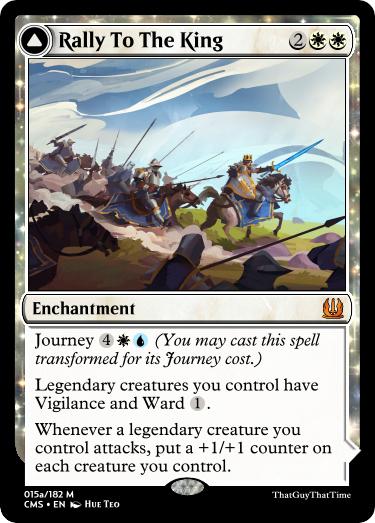 Rally To The King 2
Enchantment
Journey 4 (You may cast this spell
transformed for its Journey cost.)
Legendary creatures you control have
Vigilance and Ward 1 .
Whenever a legendary creature you
control attacks, put a +1/+1 counter on
each creature you control.
015a/182 M
CMS • EN Hue Teo
ThatGuyThatTime